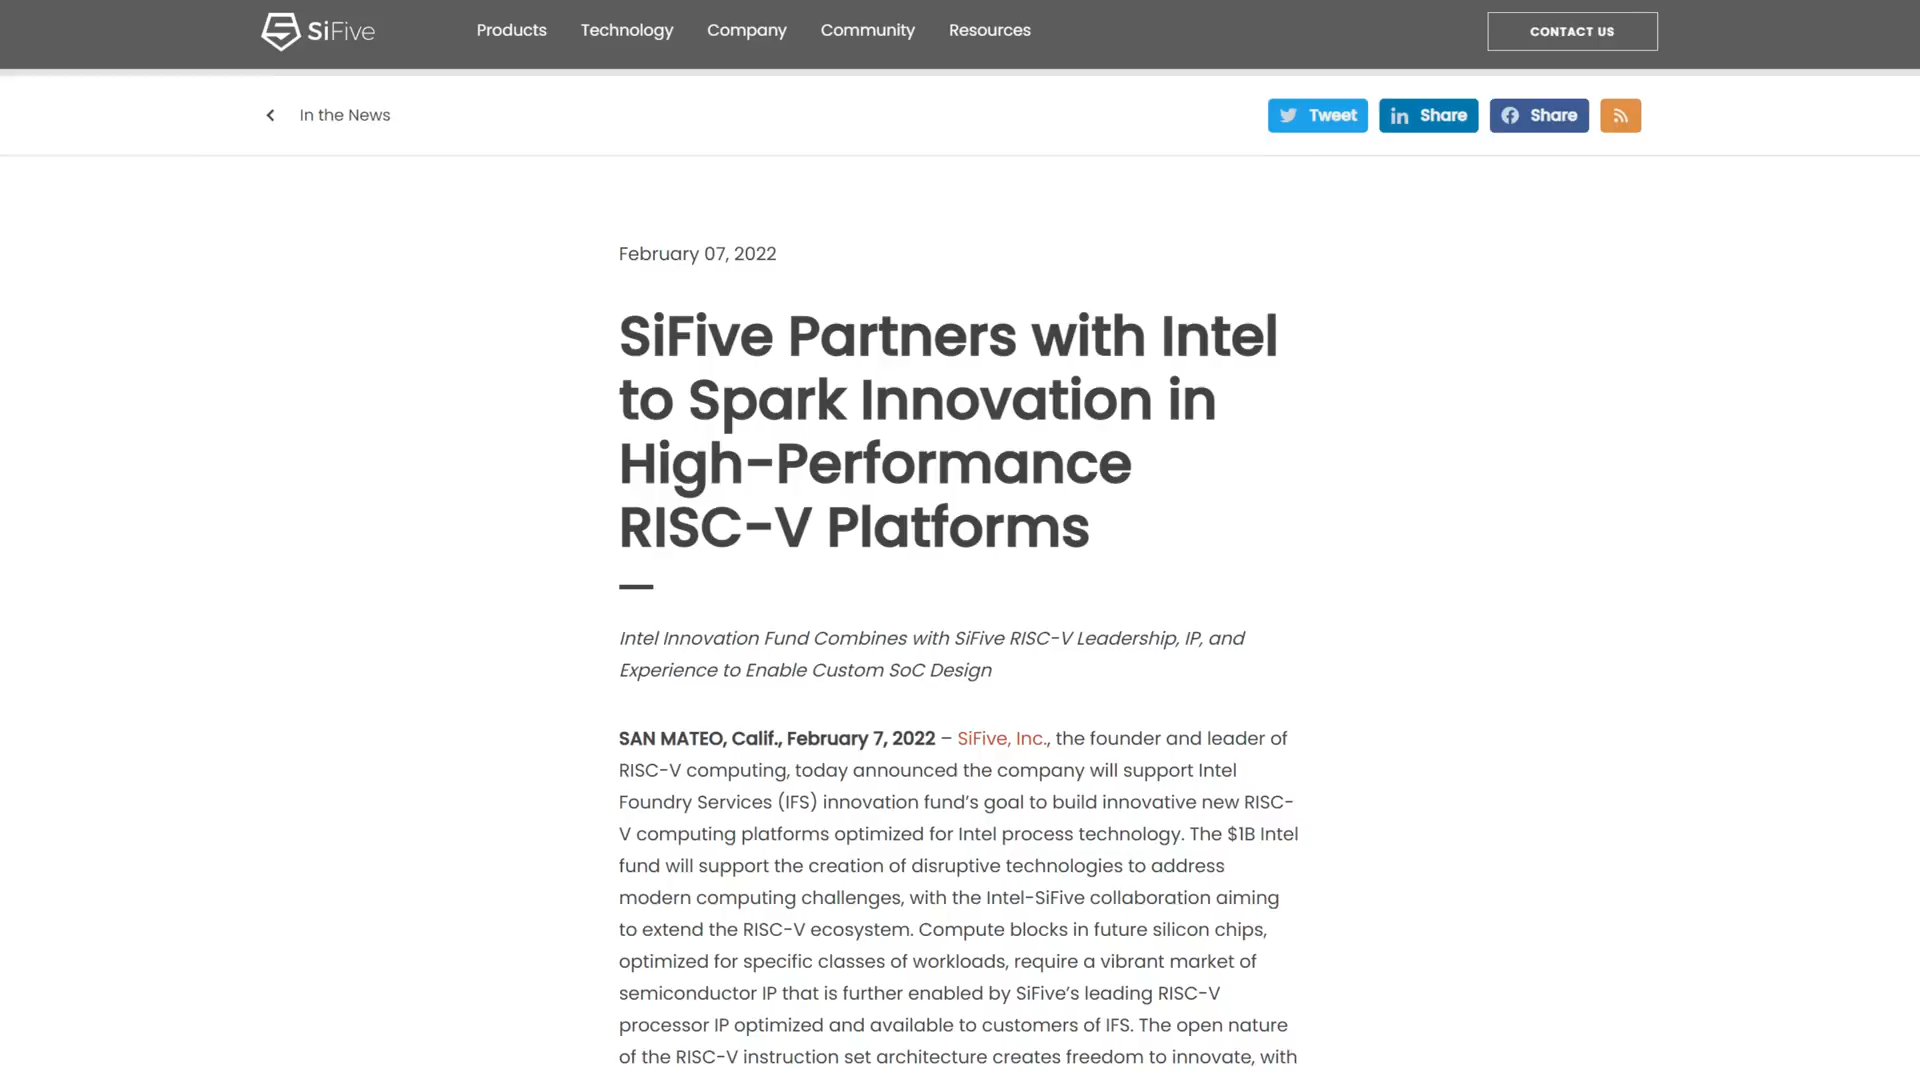 SiFive
Products Technology Company Community Resources
CONTACT US
In the News
Tweet
Share
Share
February 07, 2022
SiFive Partners with Intel
to Spark Innovation in
High-Performance
RISC-V Platforms
Intel Innovation Fund Combines with SiFive RISC-V Leadership, IP, and
Experience to Enable Custom SoC Design
SAN MATEO, Calif., February 7, 2022 – SiFive, Inc., the founder and leader of
RISC-V computing, today announced the company will support Intel
Foundry Services (IFS) innovation fund’s goal to build innovative new RISC-
V computing platforms optimized for Intel process technology. The $1B Intel
fund will support the creation of disruptive technologies to address
modern computing challenges, with the Intel-SiFive collaboration aiming
to extend the RISC-V ecosystem. Compute blocks in future silicon chips,
optimized for specific classes of workloads, require a vibrant market of
semiconductor IP that is further enabled by SiFive’s leading RISC-V
processor IP optimized and available to customers of IFS. The open nature
of the RISC-V instruction set architecture creates freedom to innovate, with